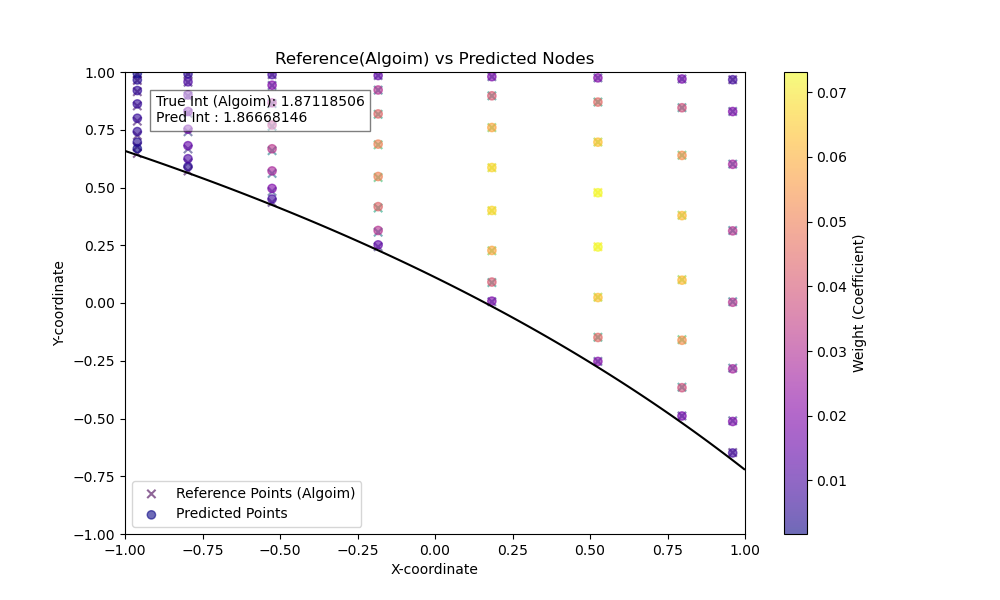 Reference(Algoim) vs Predicted Nodes
True Int (Algoim): 1.87118506
Pred Int : 1.86668146
1.00
0.75
0.50
0.25
0.00
−0.25
−0.50
−0.75
−1.00
Y-coordinate
Reference Points (Algoim)
Predicted Points
−1.00 −0.75 −0.50 −0.25 0.00 0.25 0.50 0.75 1.00
X-coordinate
0.07
0.06
0.05
0.04
0.03
0.02
0.01
Weight (Coefficient)